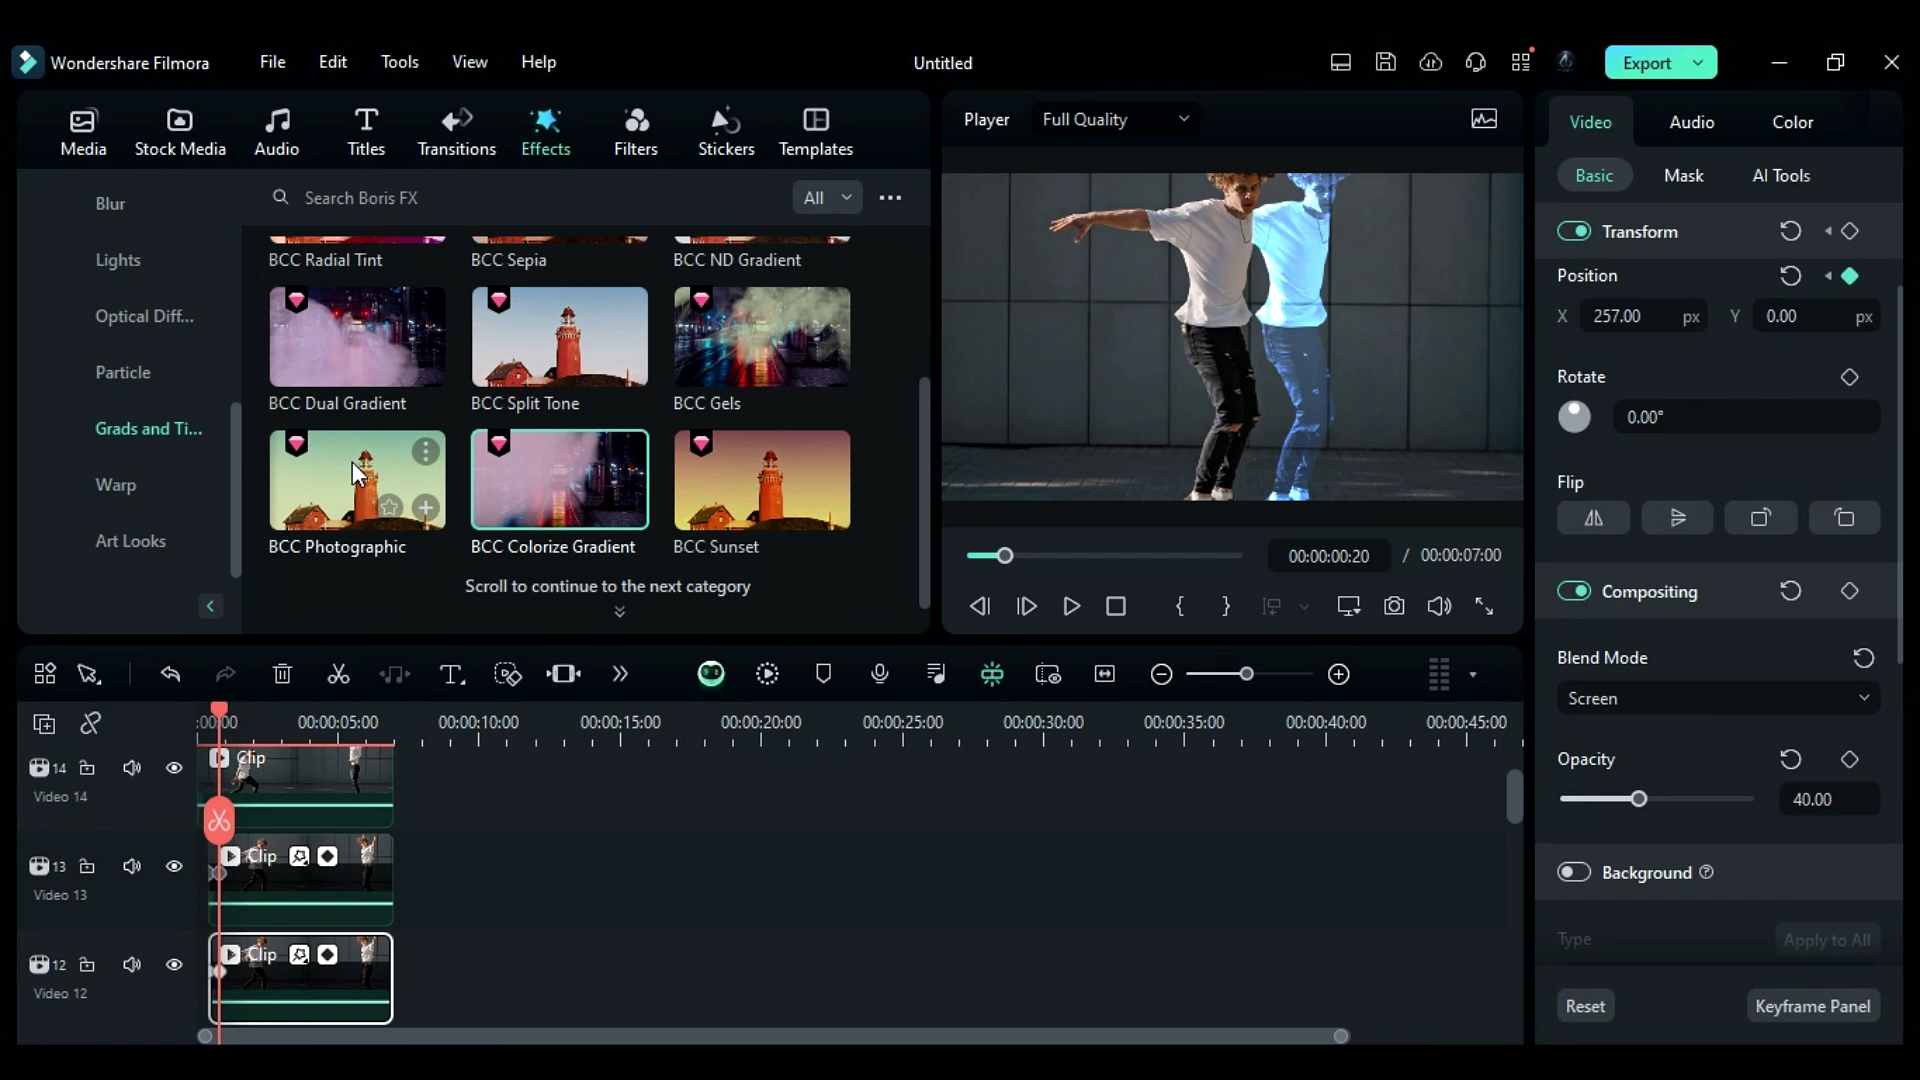 Wondershare Filmora File Edit Tools View Help Untitled Export
Media Stock Media Audio Titles Transitions Effects Filters Stickers Templates
Blur
Lights
Optical Diff...
Particle
Grads and Ti...
Warp
Art Looks
Search Boris FX All
BCC Radial Tint BCC Sepia BCC ND Gradient
BCC Dual Gradient BCC Split Tone BCC Gels
BCC Photographic BCC Colorize Gradient BCC Sunset
Scroll to continue to the next category
Player Full Quality
00:00:00:20 / 00:00:07:00
Video Audio Color
Basic Mask AI Tools
Transform
Position
X 257.00 px Y 0.00 px
Rotate
0.00°
Flip
Compositing
Blend Mode
Screen
Opacity
40.00
Background
Type Apply to All
Reset Keyframe Panel
:00:00 00:00:05:00 00:00:10:00 00:00:15:00 00:00:20:00 00:00:25:00 00:00:30:00 00:00:35:00 00:00:40:00 00:00:45:00
14 Clip
Video 14
13 Clip
Video 13
12 Clip
Video 12